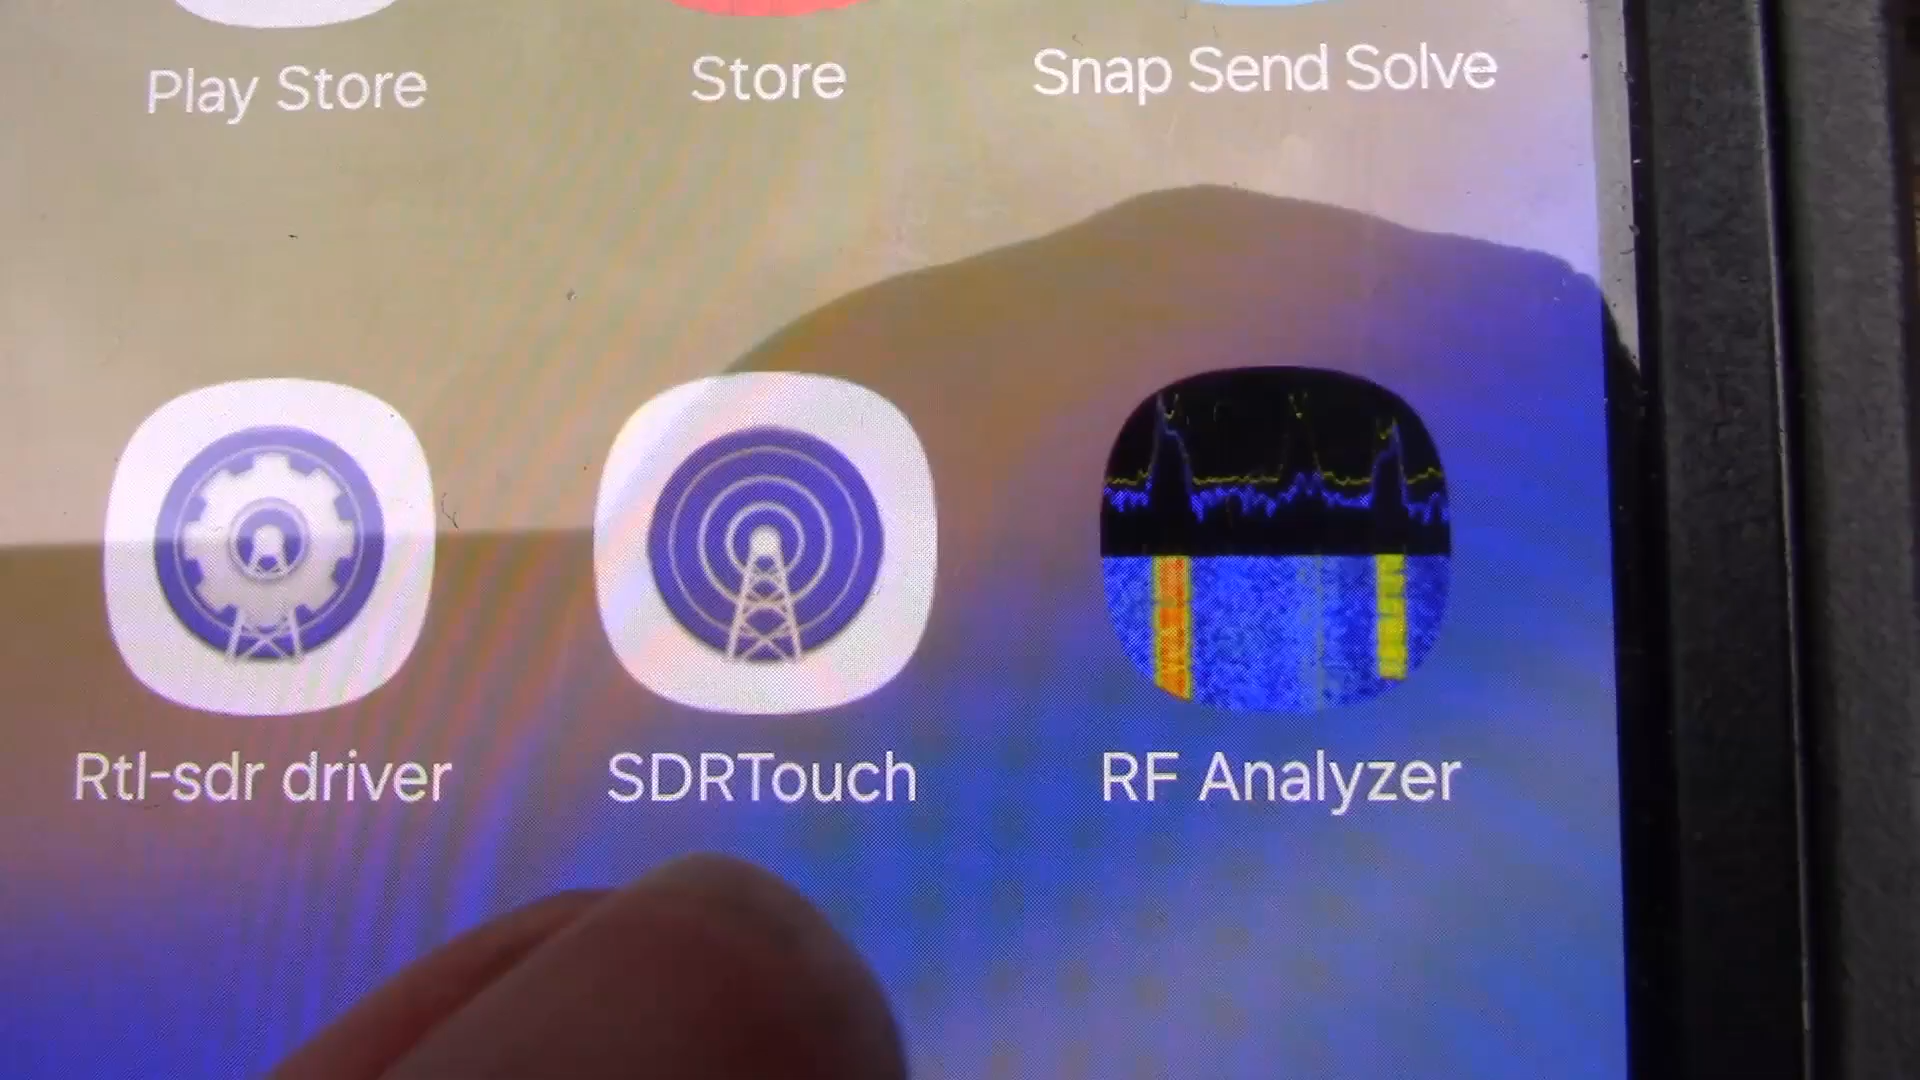 Play Store
Store
Snap Send Solve
Rtl-sdr driver
SDRTouch
RF Analyzer